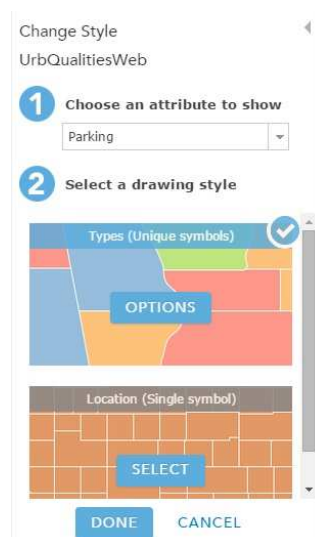 Change Style
UrbQualitiesWeb
1 Choose an attribute to show
Parking
2 Select a drawing style
Types (Unique symbols)
OPTIONS
Location (Single symbol)
SELECT
DONE CANCEL